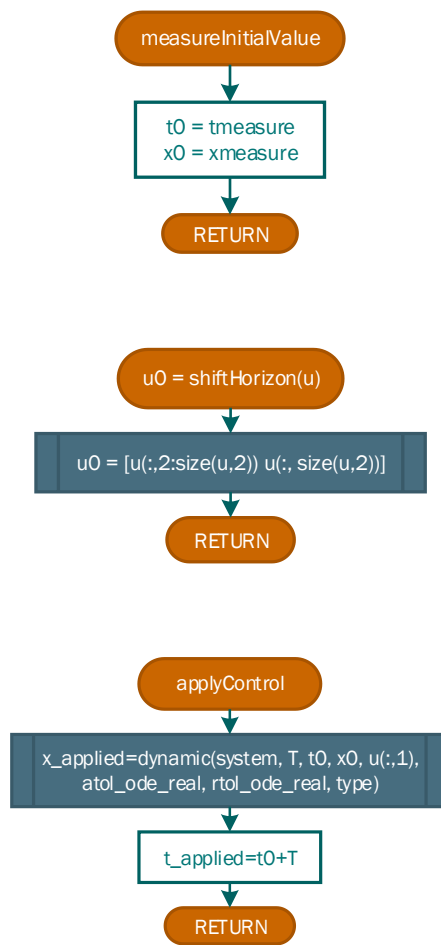 measureInitialValue
t0 = tmeasure
x0 = xmeasure
RETURN
u0 = shiftHorizon(u)
u0 = [u(:,2:size(u,2)) u(:, size(u,2))]
RETURN
applyControl
x_applied=dynamic(system, T, t0, x0, u(:,1),
atol_ode_real, rtol_ode_real, type)
t_applied=t0+T
RETURN